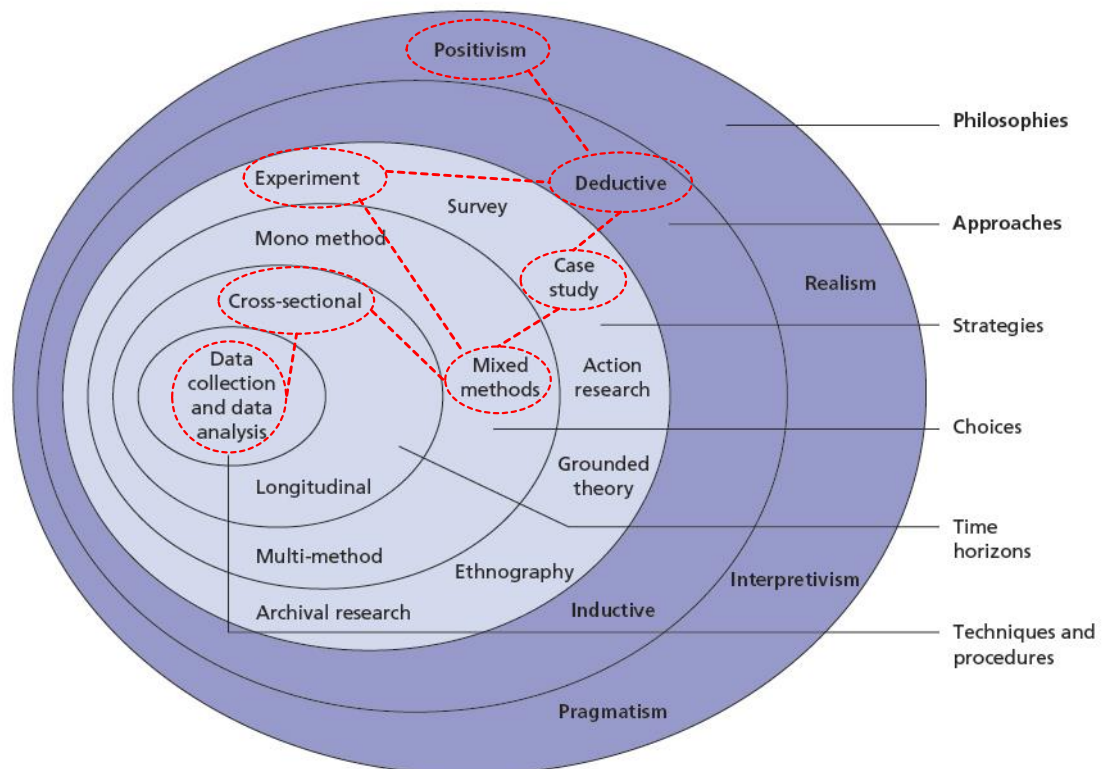 Positivism
Philosophies
Experiment
Deductive
Survey
Approaches
Mono method
Case
study
Realism
Cross-sectional
Strategies
Data
collection
and data
analysis
Mixed
methods
Action
research
Choices
Grounded
theory
Longitudinal
Time
horizons
Multi-method
Ethnography
Interpretivism
Archival research
Inductive
Techniques and
procedures
Pragmatism